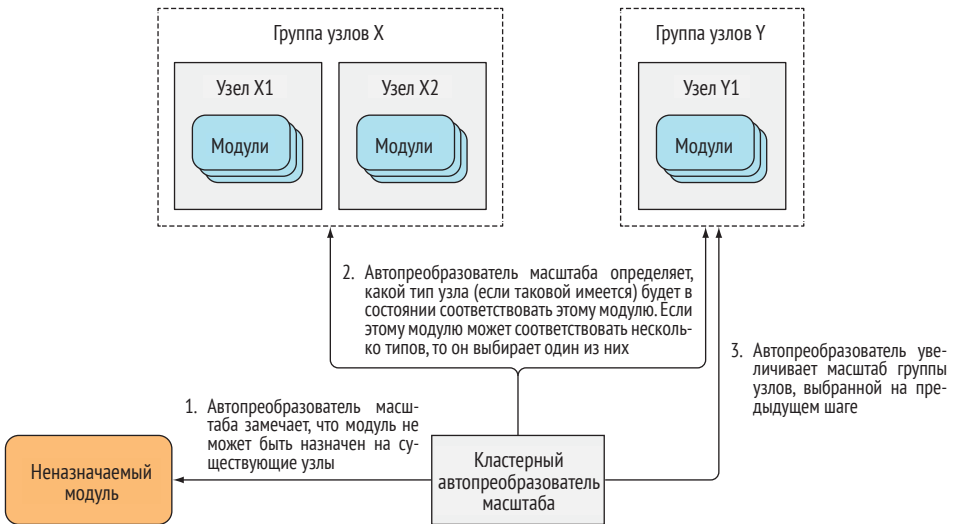 Группа узлов X
Группа узлов Y
Узел X1
Узел X2
Узел Y1
Модули
Модули
Модули
2. Автопреобразователь масштаба определяет,
какой тип узла (если таковой имеется) будет в
состоянии соответствовать этому модулю. Если
этому модулю может соответствовать несколь-
ко типов, то он выбирает один из них
3. Автопреобразователь уве-
личивает масштаб группы
узлов, выбранной на пре-
дыдущем шаге
1. Автопреобразователь масш-
таба замечает, что модуль не
может быть назначен на су-
ществующие узлы
Неназначаемый
модуль
Кластерный
автопреобразователь
масштаба